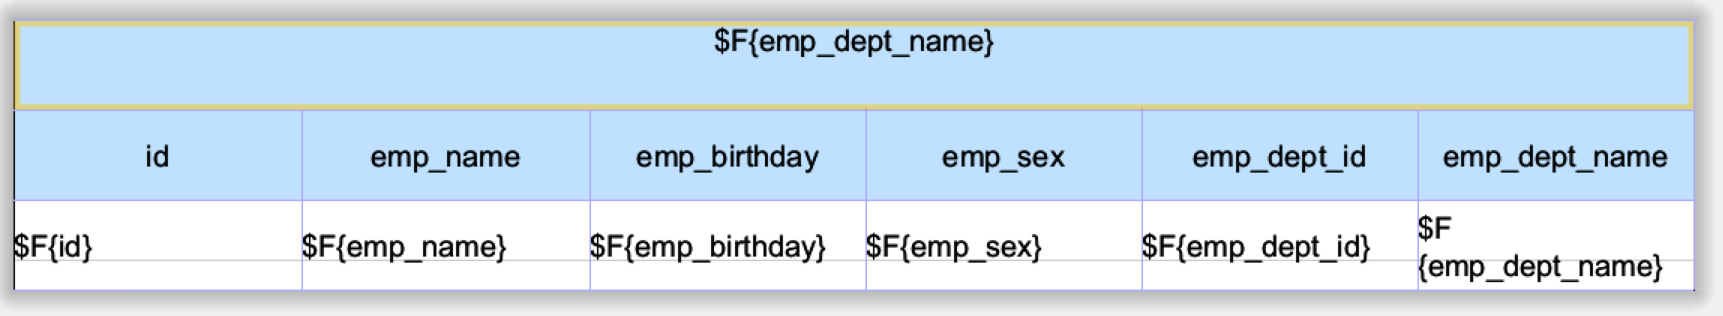 $F{emp_dept_name}
id emp_name emp_birthday emp_sex emp_dept_id emp_dept_name
$F{id} $F{emp_name} $F{emp_birthday} $F{emp_sex} $F{emp_dept_id} $F
{emp_dept_name}